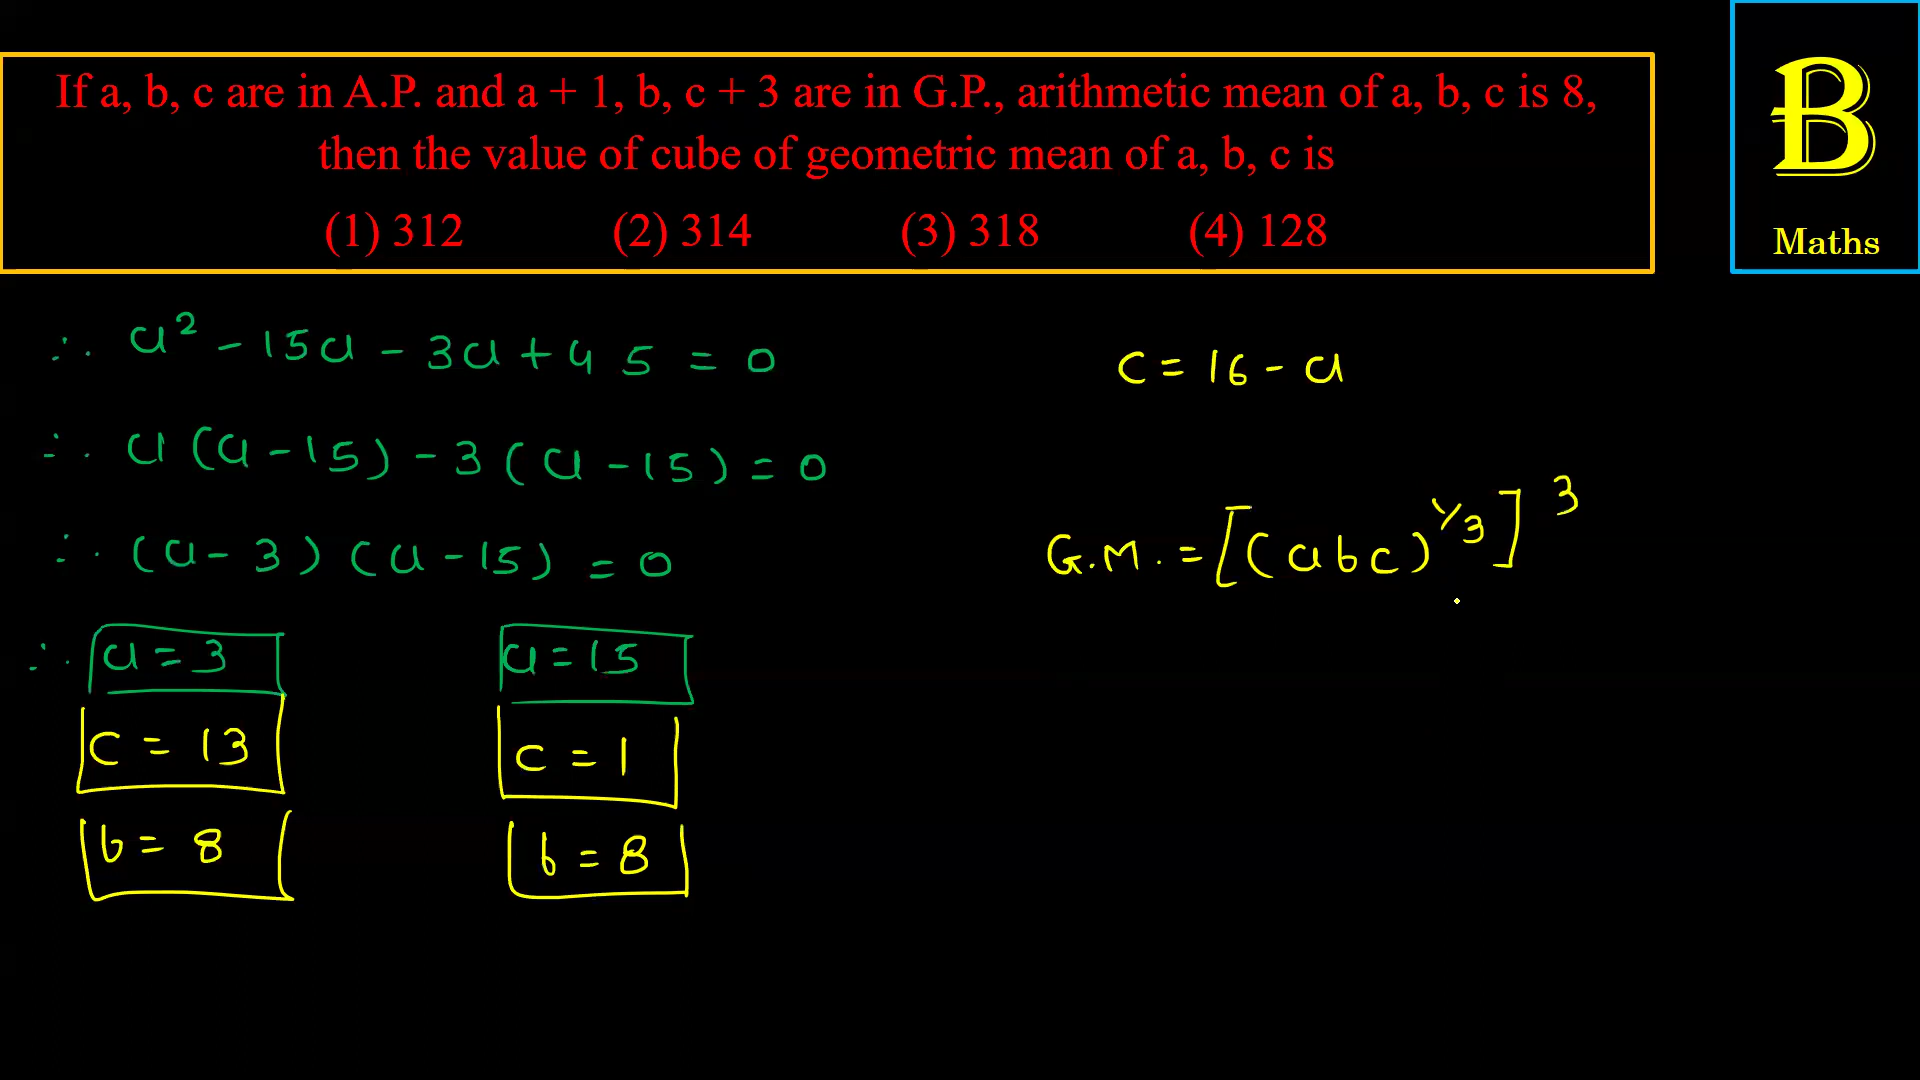 If a, b, c are in A.P. and a + 1, b, c + 3 are in G.P., arithmetic mean of a, b, c is 8,
then the value of cube of geometric mean of a, b, c is
(1) 312 (2) 314 (3) 318 (4) 128
B
Maths
∴ a² - 15a - 3a + 45 = 0
∴ a (a - 15) - 3 (a - 15) = 0
∴ (a - 3) (a - 15) = 0
∴ a = 3 a = 15
c = 13 c = 1
b = 8 b = 8
c = 16 - a
G.M. = [(abc)^1/3]^3